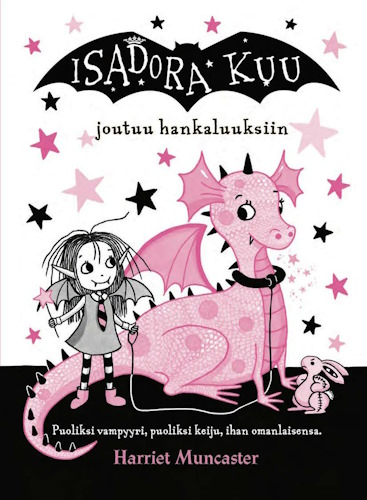 ISADORA KUU
joutuu hankaluuksiin
Puoliksi vampyyri, puoliksi keiju, ihan omanlaisensa.
Harriet Muncaster